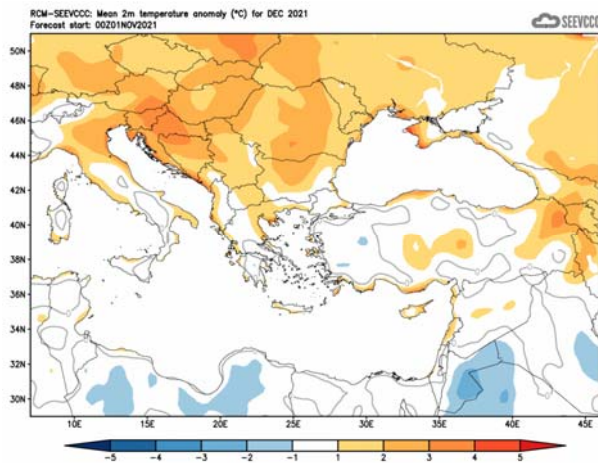 RCM-SEEVCCC: Mean 2m temperature anomaly (°C) for DEC 2021
Forecast start: 00Z01NOV2021
SEEVCCC
50N
48N
46N
44N
42N
40N
38N
36N
34N
32N
30N
10E 15E 20E 25E 30E 35E 40E 45E
-5 -4 -3 -2 -1 1 2 3 4 5